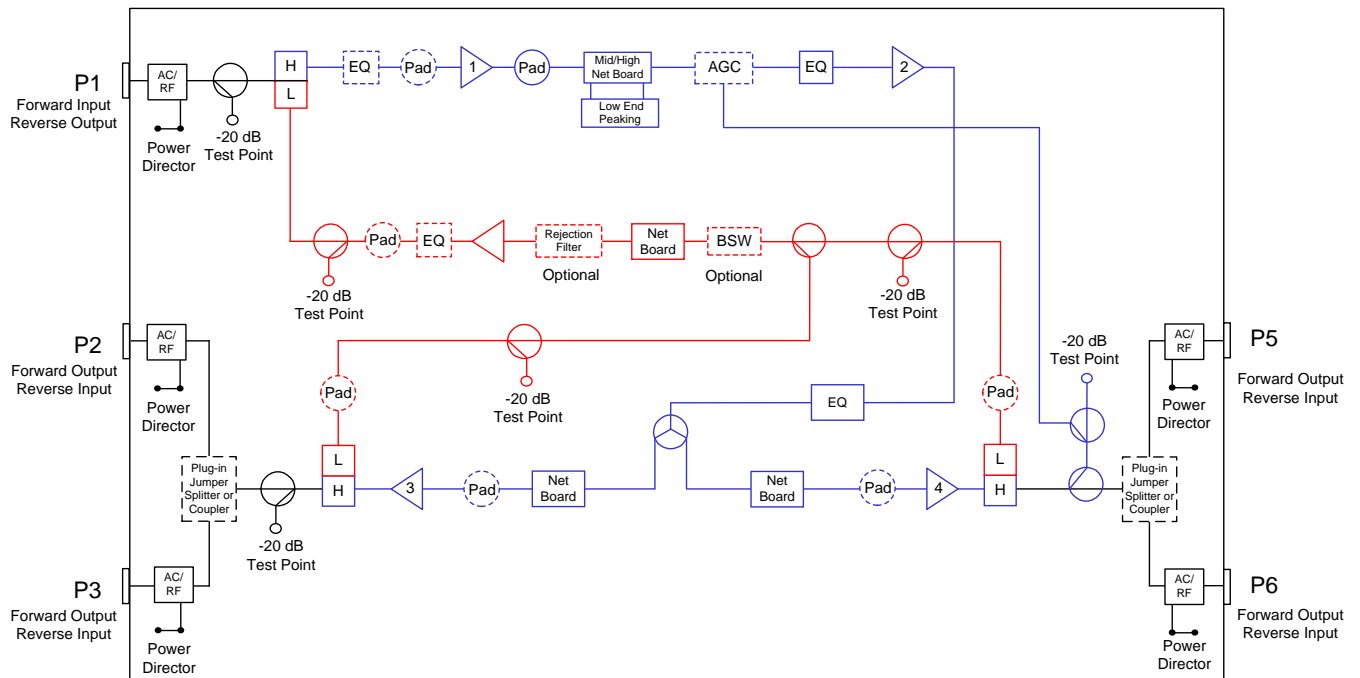 P1
Forward Input
Reverse Output
AC/
RF
Power
Director
-20 dB
Test Point
H
L
EQ
Pad
1
Pad
Mid/High
Net Board
Low End
Peaking
AGC
EQ
2
-20 dB
Test Point
Pad
EQ
Rejection
Filter
Optional
Net
Board
BSW
Optional
-20 dB
Test Point
P2
Forward Output
Reverse Input
AC/
RF
Power
Director
Pad
-20 dB
Test Point
EQ
Pad
-20 dB
Test Point
AC/
RF
Power
Director
P5
Forward Output
Reverse Input
Plug-in
Jumper
Splitter or
Coupler
-20 dB
Test Point
L
H
3
Pad
Net
Board
Net
Board
Pad
4
L
H
Plug-in
Jumper
Splitter or
Coupler
P3
Forward Output
Reverse Input
AC/
RF
Power
Director
AC/
RF
Power
Director
P6
Forward Output
Reverse Input